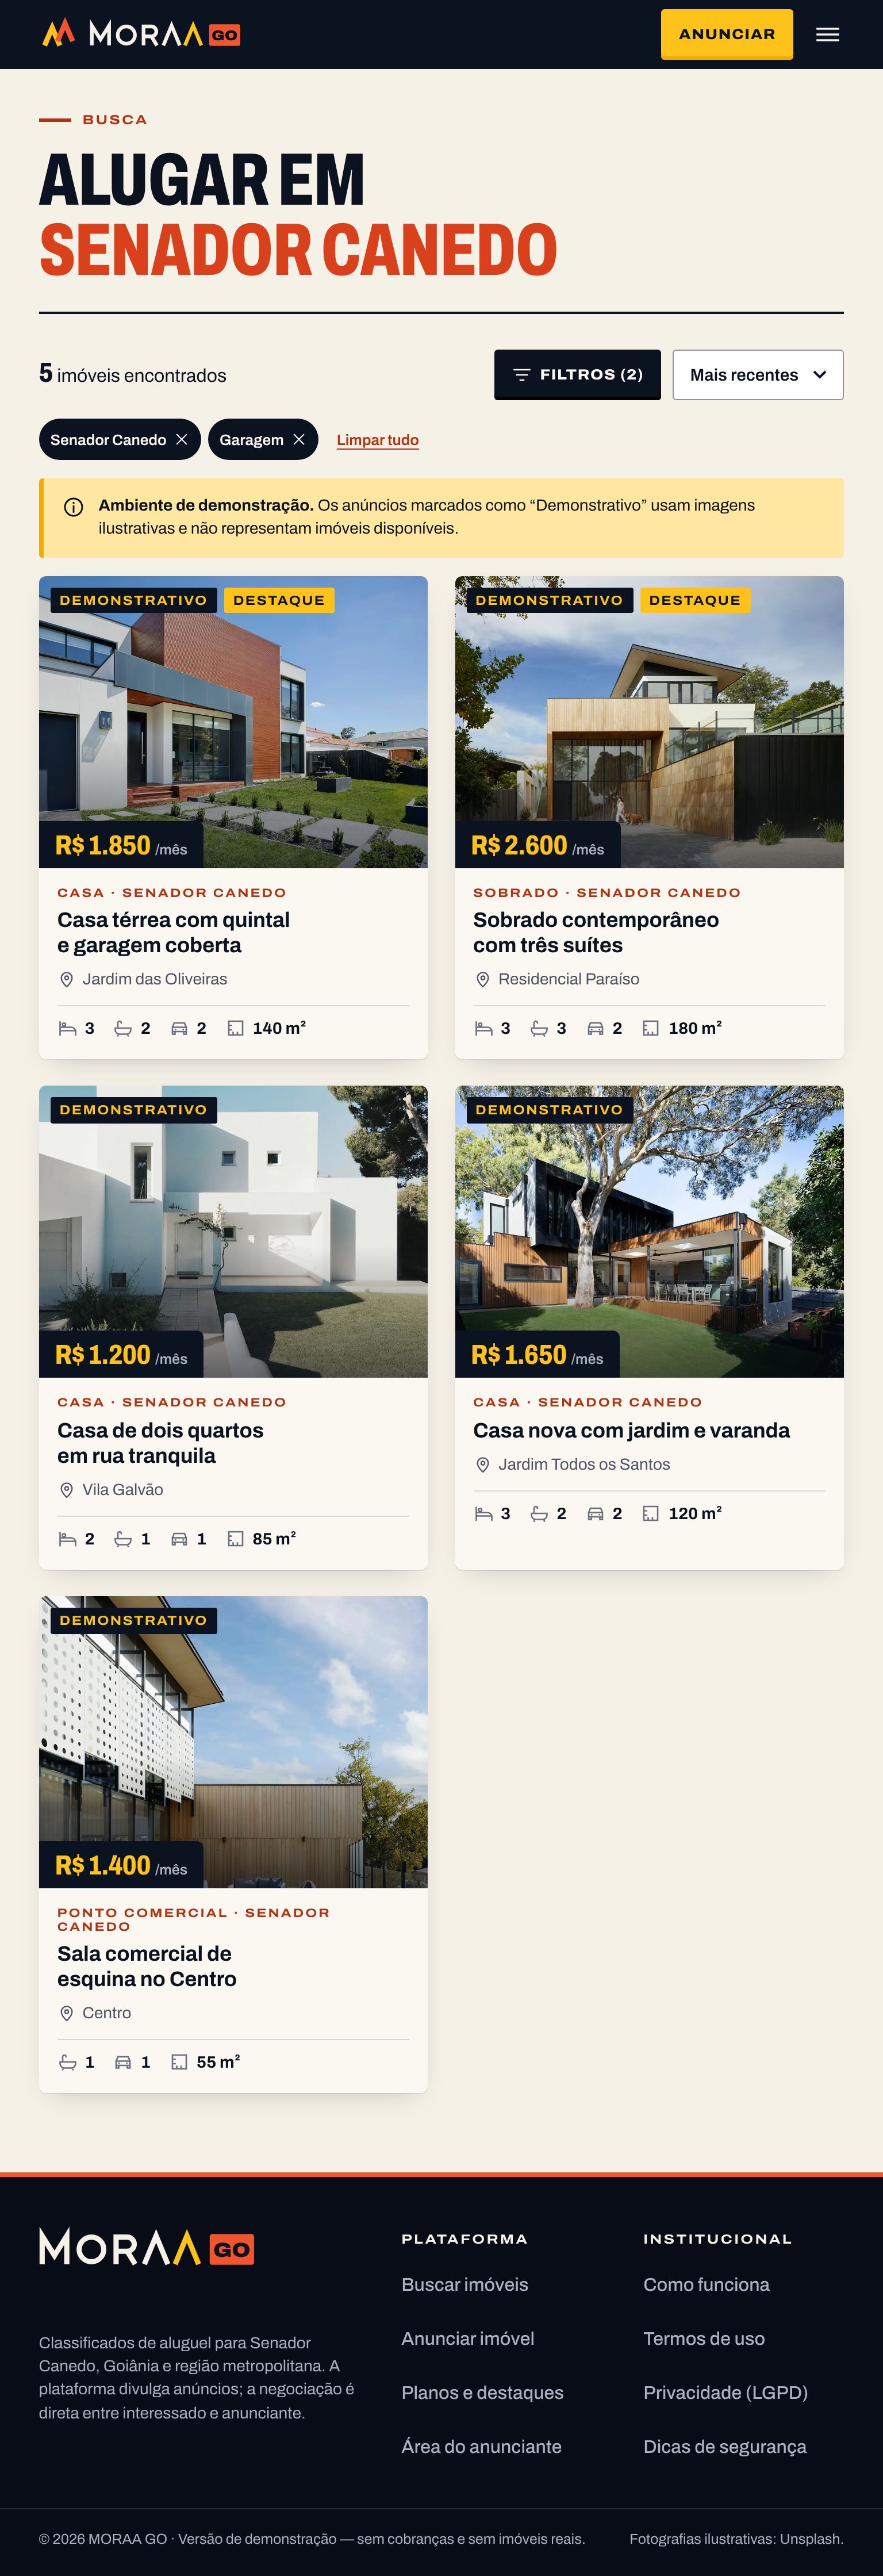 MORAA GO
ANUNCIAR
BUSCA
ALUGAR EM
SENADOR CANEDO
5 imóveis encontrados
FILTROS (2)
Mais recentes
Senador Canedo
Garagem
Limpar tudo
Ambiente de demonstração. Os anúncios marcados como “Demonstrativo” usam imagens
ilustrativas e não representam imóveis disponíveis.
DEMONSTRATIVO
DESTAQUE
R$ 1.850 /mês
CASA · SENADOR CANEDO
Casa térrea com quintal
e garagem coberta
Jardim das Oliveiras
3 2 2 140 m²
DEMONSTRATIVO
DESTAQUE
R$ 2.600 /mês
SOBRADO · SENADOR CANEDO
Sobrado contemporâneo
com três suítes
Residencial Paraíso
3 3 2 180 m²
DEMONSTRATIVO
R$ 1.200 /mês
CASA · SENADOR CANEDO
Casa de dois quartos
em rua tranquila
Vila Galvão
2 1 1 85 m²
DEMONSTRATIVO
R$ 1.650 /mês
CASA · SENADOR CANEDO
Casa nova com jardim e varanda
Jardim Todos os Santos
3 2 2 120 m²
DEMONSTRATIVO
R$ 1.400 /mês
PONTO COMERCIAL · SENADOR
CANEDO
Sala comercial de
esquina no Centro
Centro
1 1 55 m²
MORAA GO
Classificados de aluguel para Senador
Canedo, Goiânia e região metropolitana. A
plataforma divulga anúncios; a negociação é
direta entre interessado e anunciante.
PLATAFORMA
Buscar imóveis
Anunciar imóvel
Planos e destaques
Área do anunciante
INSTITUCIONAL
Como funciona
Termos de uso
Privacidade (LGPD)
Dicas de segurança
© 2026 MORAA GO · Versão de demonstração — sem cobranças e sem imóveis reais.
Fotografias ilustrativas: Unsplash.